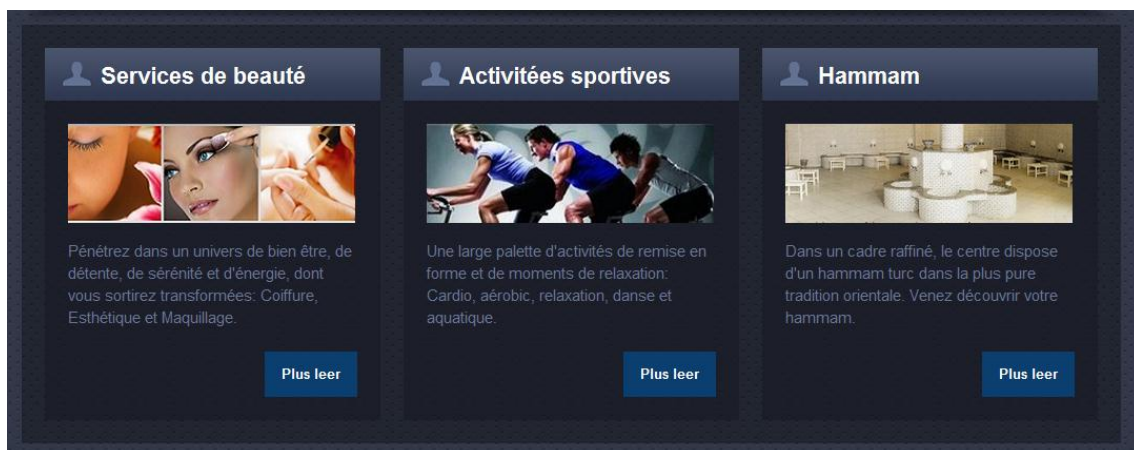 Services de beauté
Pénétrez dans un univers de bien être, de
détente, de sérénité et d'énergie, dont
vous sortirez transformées: Coiffure,
Esthétique et Maquillage.
Plus leer
Activitées sportives
Une large palette d'activités de remise en
forme et de moments de relaxation:
Cardio, aérobic, relaxation, danse et
aquatique.
Plus leer
Hammam
Dans un cadre raffiné, le centre dispose
d'un hammam turc dans la plus pure
tradition orientale. Venez découvrir votre
hammam.
Plus leer